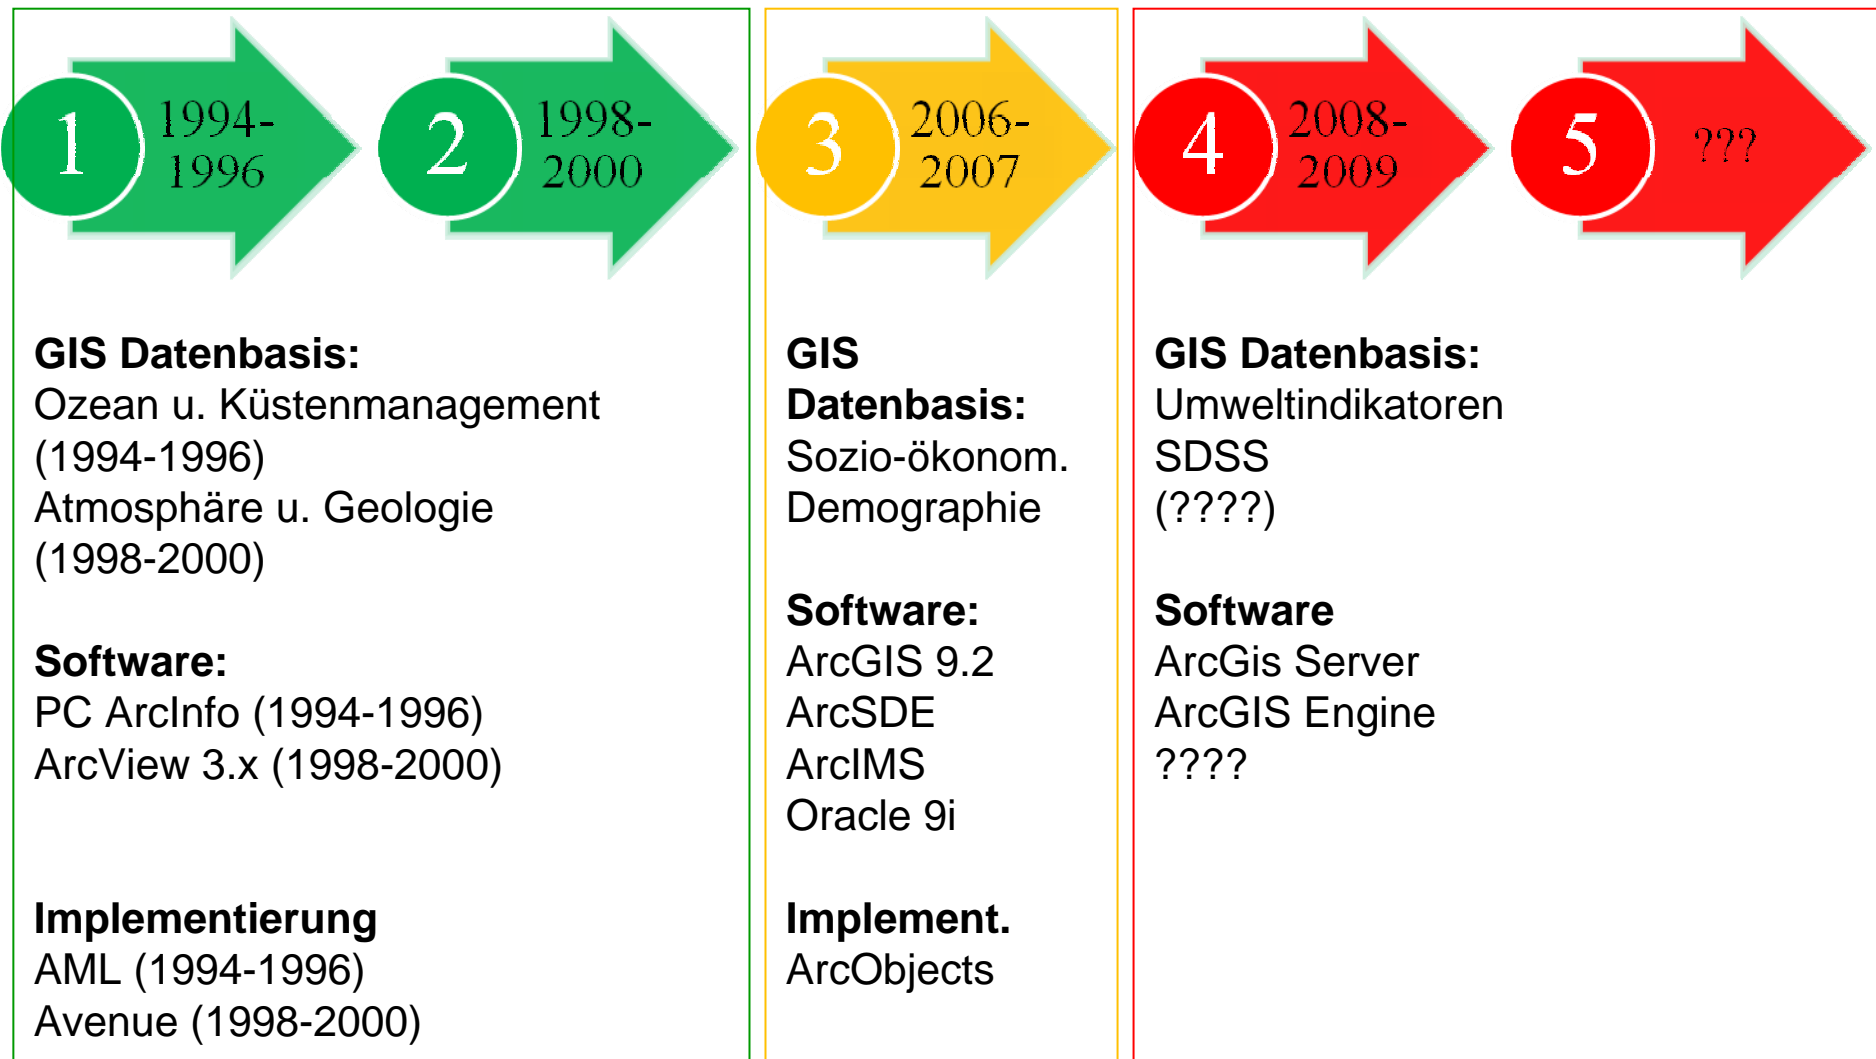 1
1994-
1996
2
1998-
2000
3
2006-
2007
4
2008-
2009
5
???
GIS Datenbasis:
Ozean u. Küstenmanagement
(1994-1996)
Atmosphäre u. Geologie
(1998-2000)
Software:
PC ArcInfo (1994-1996)
ArcView 3.x (1998-2000)
Implementierung
AML (1994-1996)
Avenue (1998-2000)
GIS
Datenbasis:
Sozio-ökonom.
Demographie
Software:
ArcGIS 9.2
ArcSDE
ArcIMS
Oracle 9i
Implement.
ArcObjects
GIS Datenbasis:
Umweltindikatoren
SDSS
(????)
Software
ArcGis Server
ArcGIS Engine
????